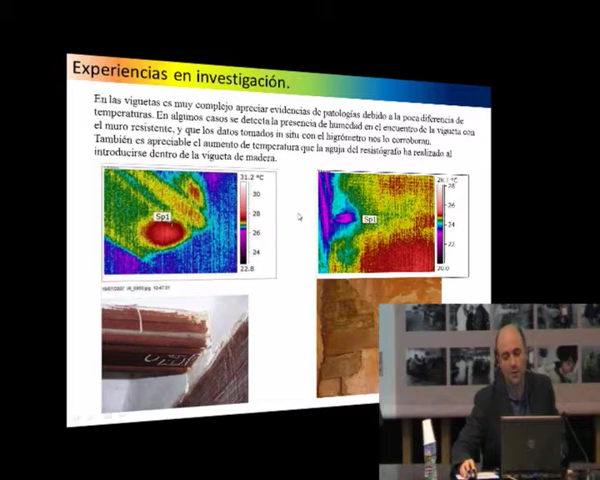 Experiencias en investigación.
En las viguetas es muy complejo apreciar evidencias de patologías debido a la poca diferencia de
temperaturas. En algunos casos se detecta la presencia de humedad en el encuentro de la vigueta con
el muro resistente, y que los datos tomados in situ con el higrómetro nos lo corroboran.
También es apreciable el aumento de temperatura que la aguja del resistógrafo ha realizado al
introducirse dentro de la vigueta de madera.
31.2 °C
30
28
26
24
22.8
Sp1
26.1 °C
28
26
24
22
20.0
Sp1